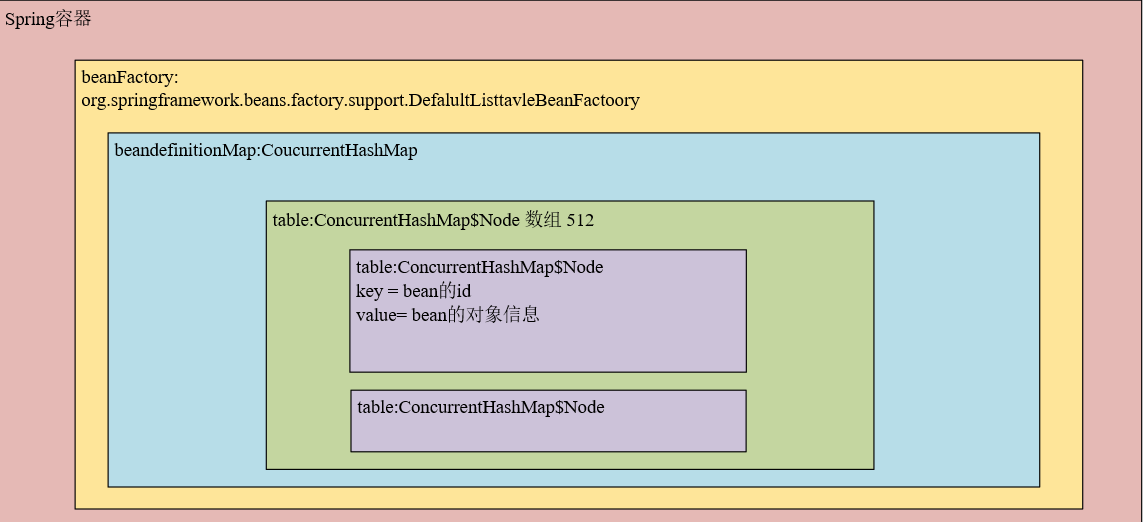 Spring容器
beanFactory:
org.springframework.beans.factory.support.DefalultListtavleBeanFactoory
beandefinitionMap:CoucurrentHashMap
table:ConcurrentHashMap$Node 数组 512
table:ConcurrentHashMap$Node
key = bean的id
value= bean的对象信息
table:ConcurrentHashMap$Node